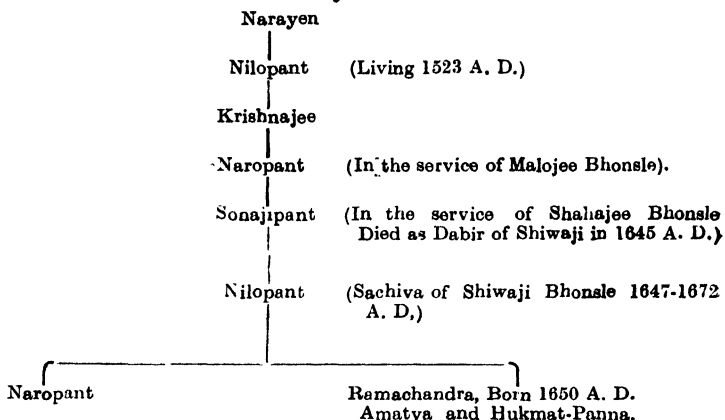 Narayen
Nilopant (Living 1523 A. D.)
Krishnajee
Naropant (In the service of Malojee Bhonsle).
Sonajipant (In the service of Shahajee Bhonsle
Died as Dabir of Shiwaji in 1645 A. D.)
Nilopant (Sachiva of Shiwaji Bhonsle 1647-1672
A. D.)
Naropant Ramachandra, Born 1650 A. D.
Amatya and Hukmat-Panna.